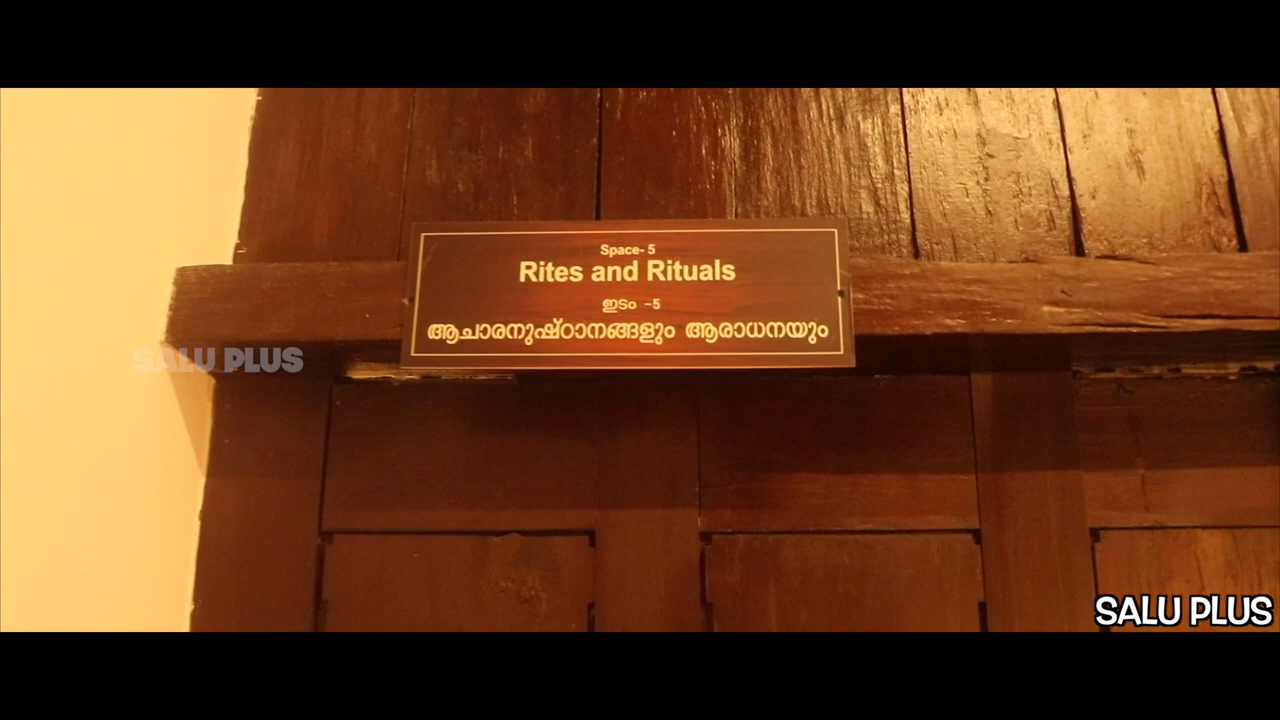 Space- 5
Rites and Rituals
ഇടം -5
ആചാരനുഷ്ഠാനങ്ങളും ആരാധനയും
SALU PLUS
SALU PLUS